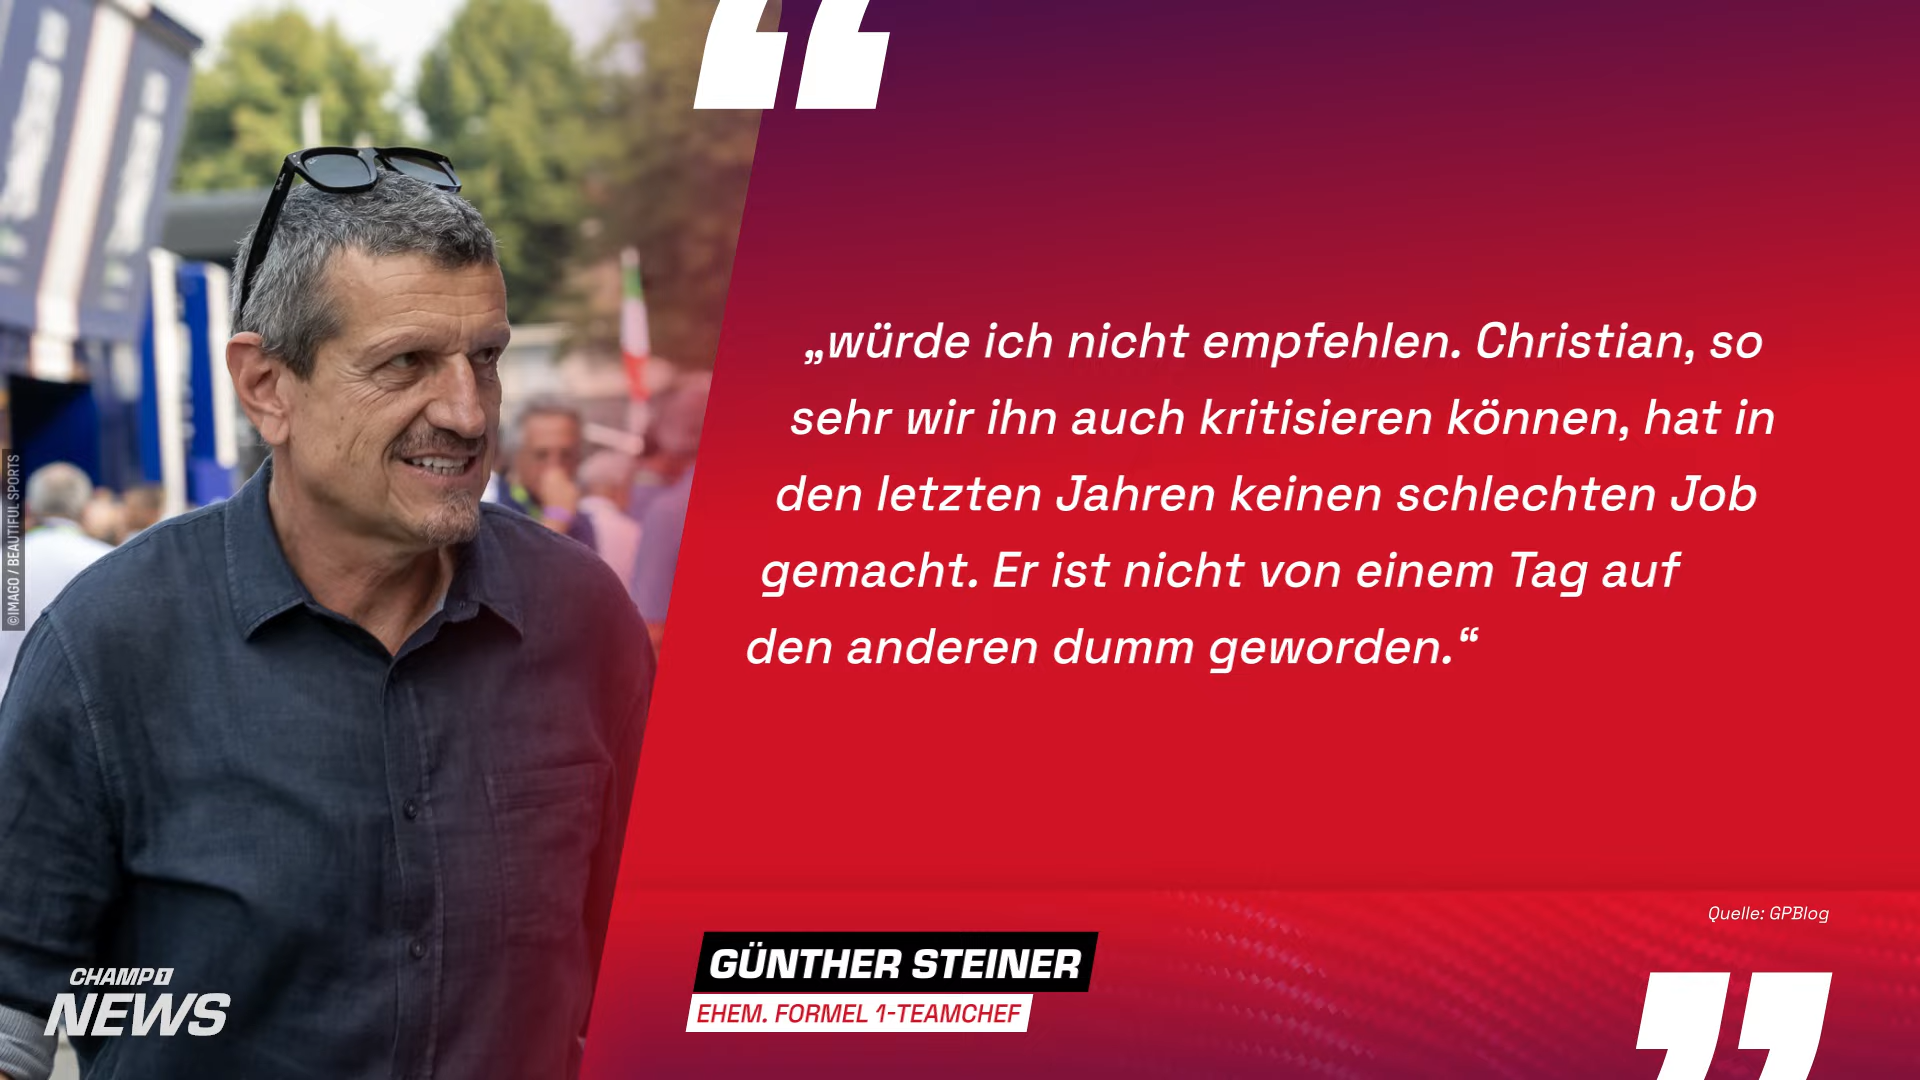 „würde ich nicht empfehlen. Christian, so
sehr wir ihn auch kritisieren können, hat in
den letzten Jahren keinen schlechten Job
gemacht. Er ist nicht von einem Tag auf
den anderen dumm geworden.“
Quelle: GPBlog
GÜNTHER STEINER
EHEM. FORMEL 1-TEAMCHEF
CHAMP1
NEWS
©IMAGO / BEAUTIFUL SPORTS